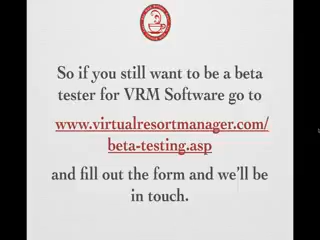 So if you still want to be a beta
tester for VRM Software go to
www.virtualresortmanager.com/
beta-testing.asp
and fill out the form and we'll be
in touch.